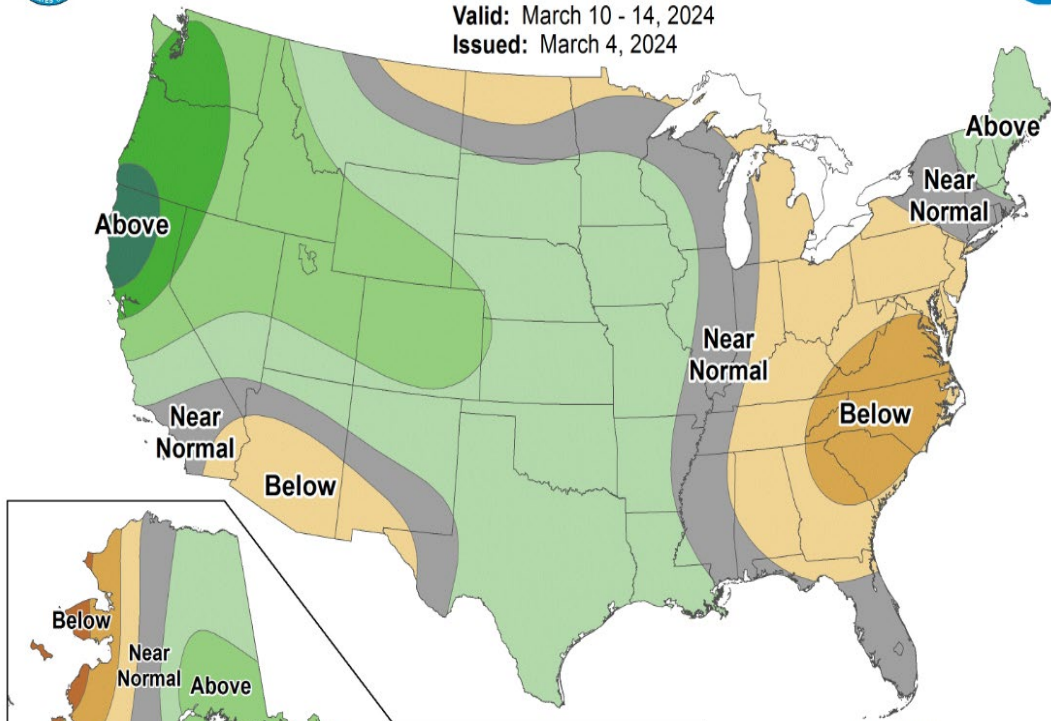 Valid: March 10 - 14, 2024
Issued: March 4, 2024
Above
Near
Normal
Above
Near
Normal
Below
Near
Normal
Below
Below
Near
Normal
Above